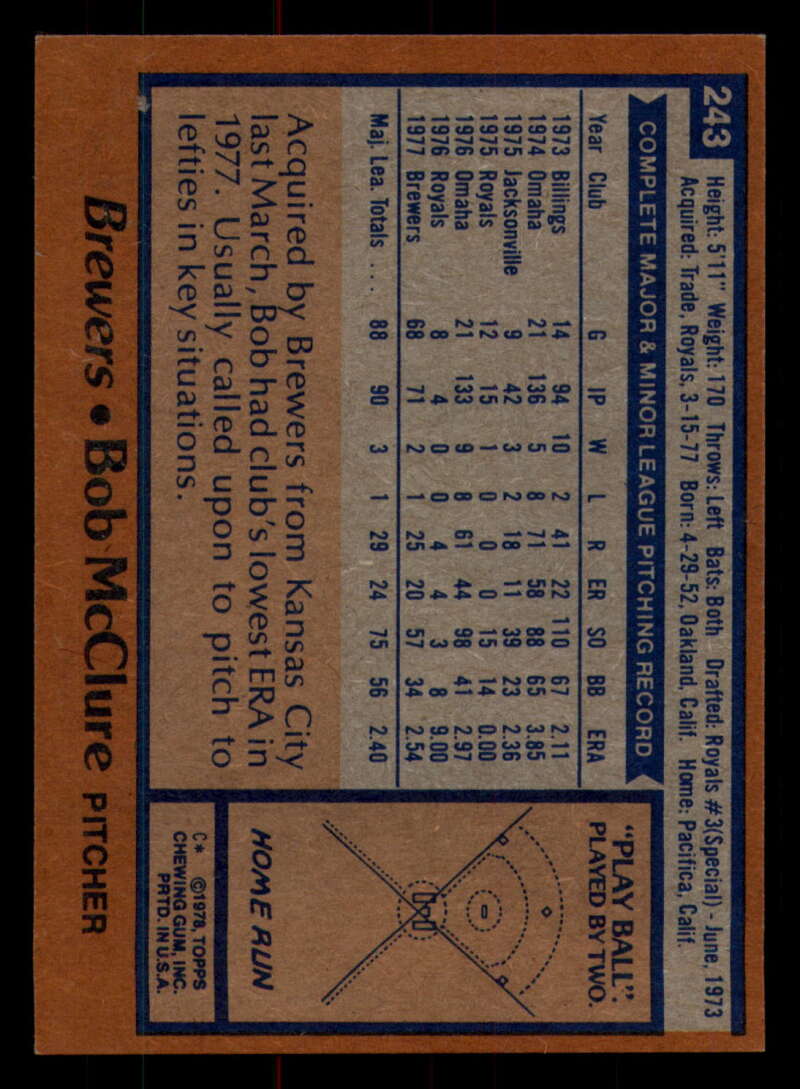 243
Height: 5'11" Weight: 170 Throws: Left Bats: Both Drafted: Royals #3(Special) - June, 1973
Acquired: Trade, Royals, 3-15-77 Born: 4-29-52, Oakland, Calif. Home: Pacifica, Calif.
COMPLETE MAJOR & MINOR LEAGUE PITCHING RECORD
Year Club G IP W L R ER SO BB ERA
1973 Billings 14 94 10 2 41 22 110 67 2.11
1974 Omaha 21 136 5 8 71 58 88 65 3.85
1975 Jacksonville 9 42 3 2 18 11 39 23 2.36
1975 Royals 12 15 1 0 0 0 15 14 0.00
1976 Omaha 21 133 9 8 61 44 98 41 2.97
1976 Royals 8 4 0 0 4 4 3 8 9.00
1977 Brewers 68 71 2 1 25 20 57 34 2.54
Maj. Lea. Totals .... 88 90 3 1 29 24 75 56 2.40
Acquired by Brewers from Kansas City
last March, Bob had club's lowest ERA in
1977. Usually called upon to pitch to
lefties in key situations.
"PLAY BALL".
PLAYED BY TWO.
HOME RUN
C* ©1978, TOPPS
CHEWING GUM, INC.
PRTD. IN U.S.A.
Brewers • Bob McClure PITCHER